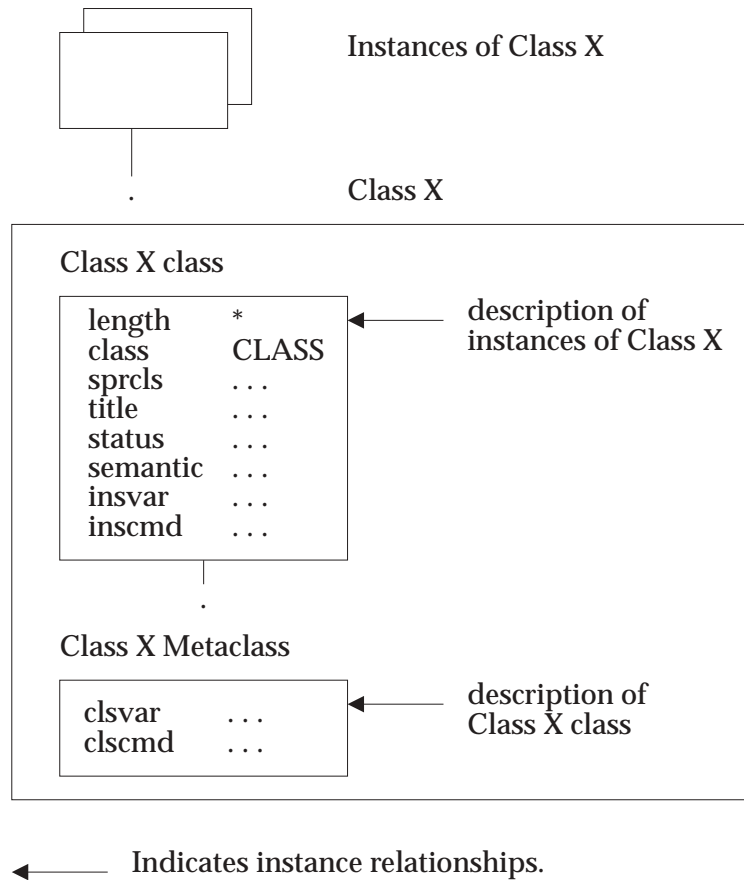 Instances of Class X
.
Class X
Class X class
length *
class CLASS
sprcls . . .
title . . .
status . . .
semantic . . .
insvar . . .
inscmd . . .
description of
instances of Class X
.
Class X Metaclass
clsvar . . .
clscmd . . .
description of
Class X class
Indicates instance relationships.